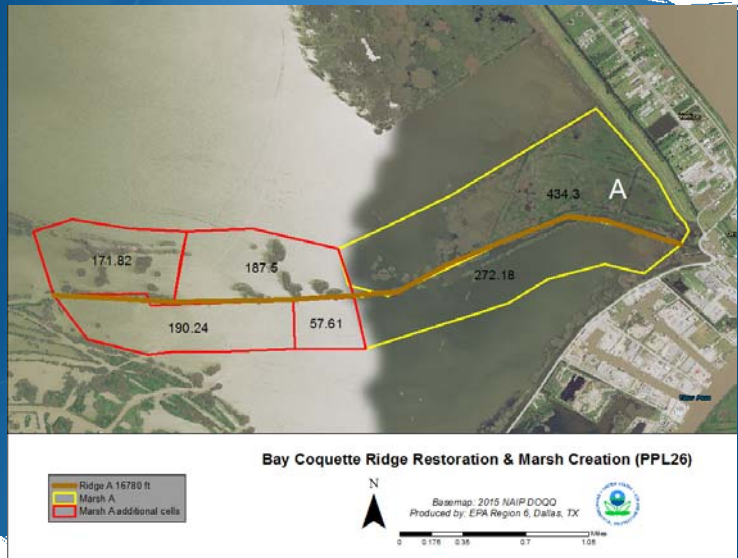 434.3
A
171.82
187.5
272.18
190.24
57.61
Bay Coquette Ridge Restoration & Marsh Creation (PPL26)
Ridge A 16780 ft
Marsh A
Marsh A additional cells
N
Basemap: 2015 NAIP DOQQ
Produced by: EPA Region 6, Dallas, TX
Miles
0 0.175 0.35 0.7 1.05